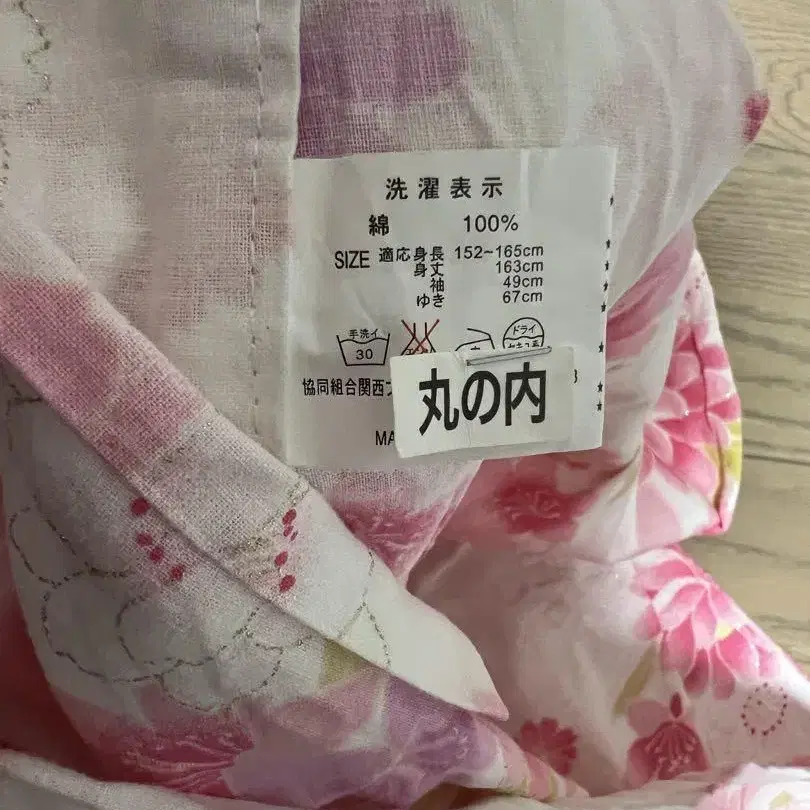 洗濯表示
綿 100%
SIZE 適応身長 152~165cm
身丈 163cm
袖 49cm
ゆき 67cm
手洗イ
30
ドライ
協同組合関西
丸の内
MA